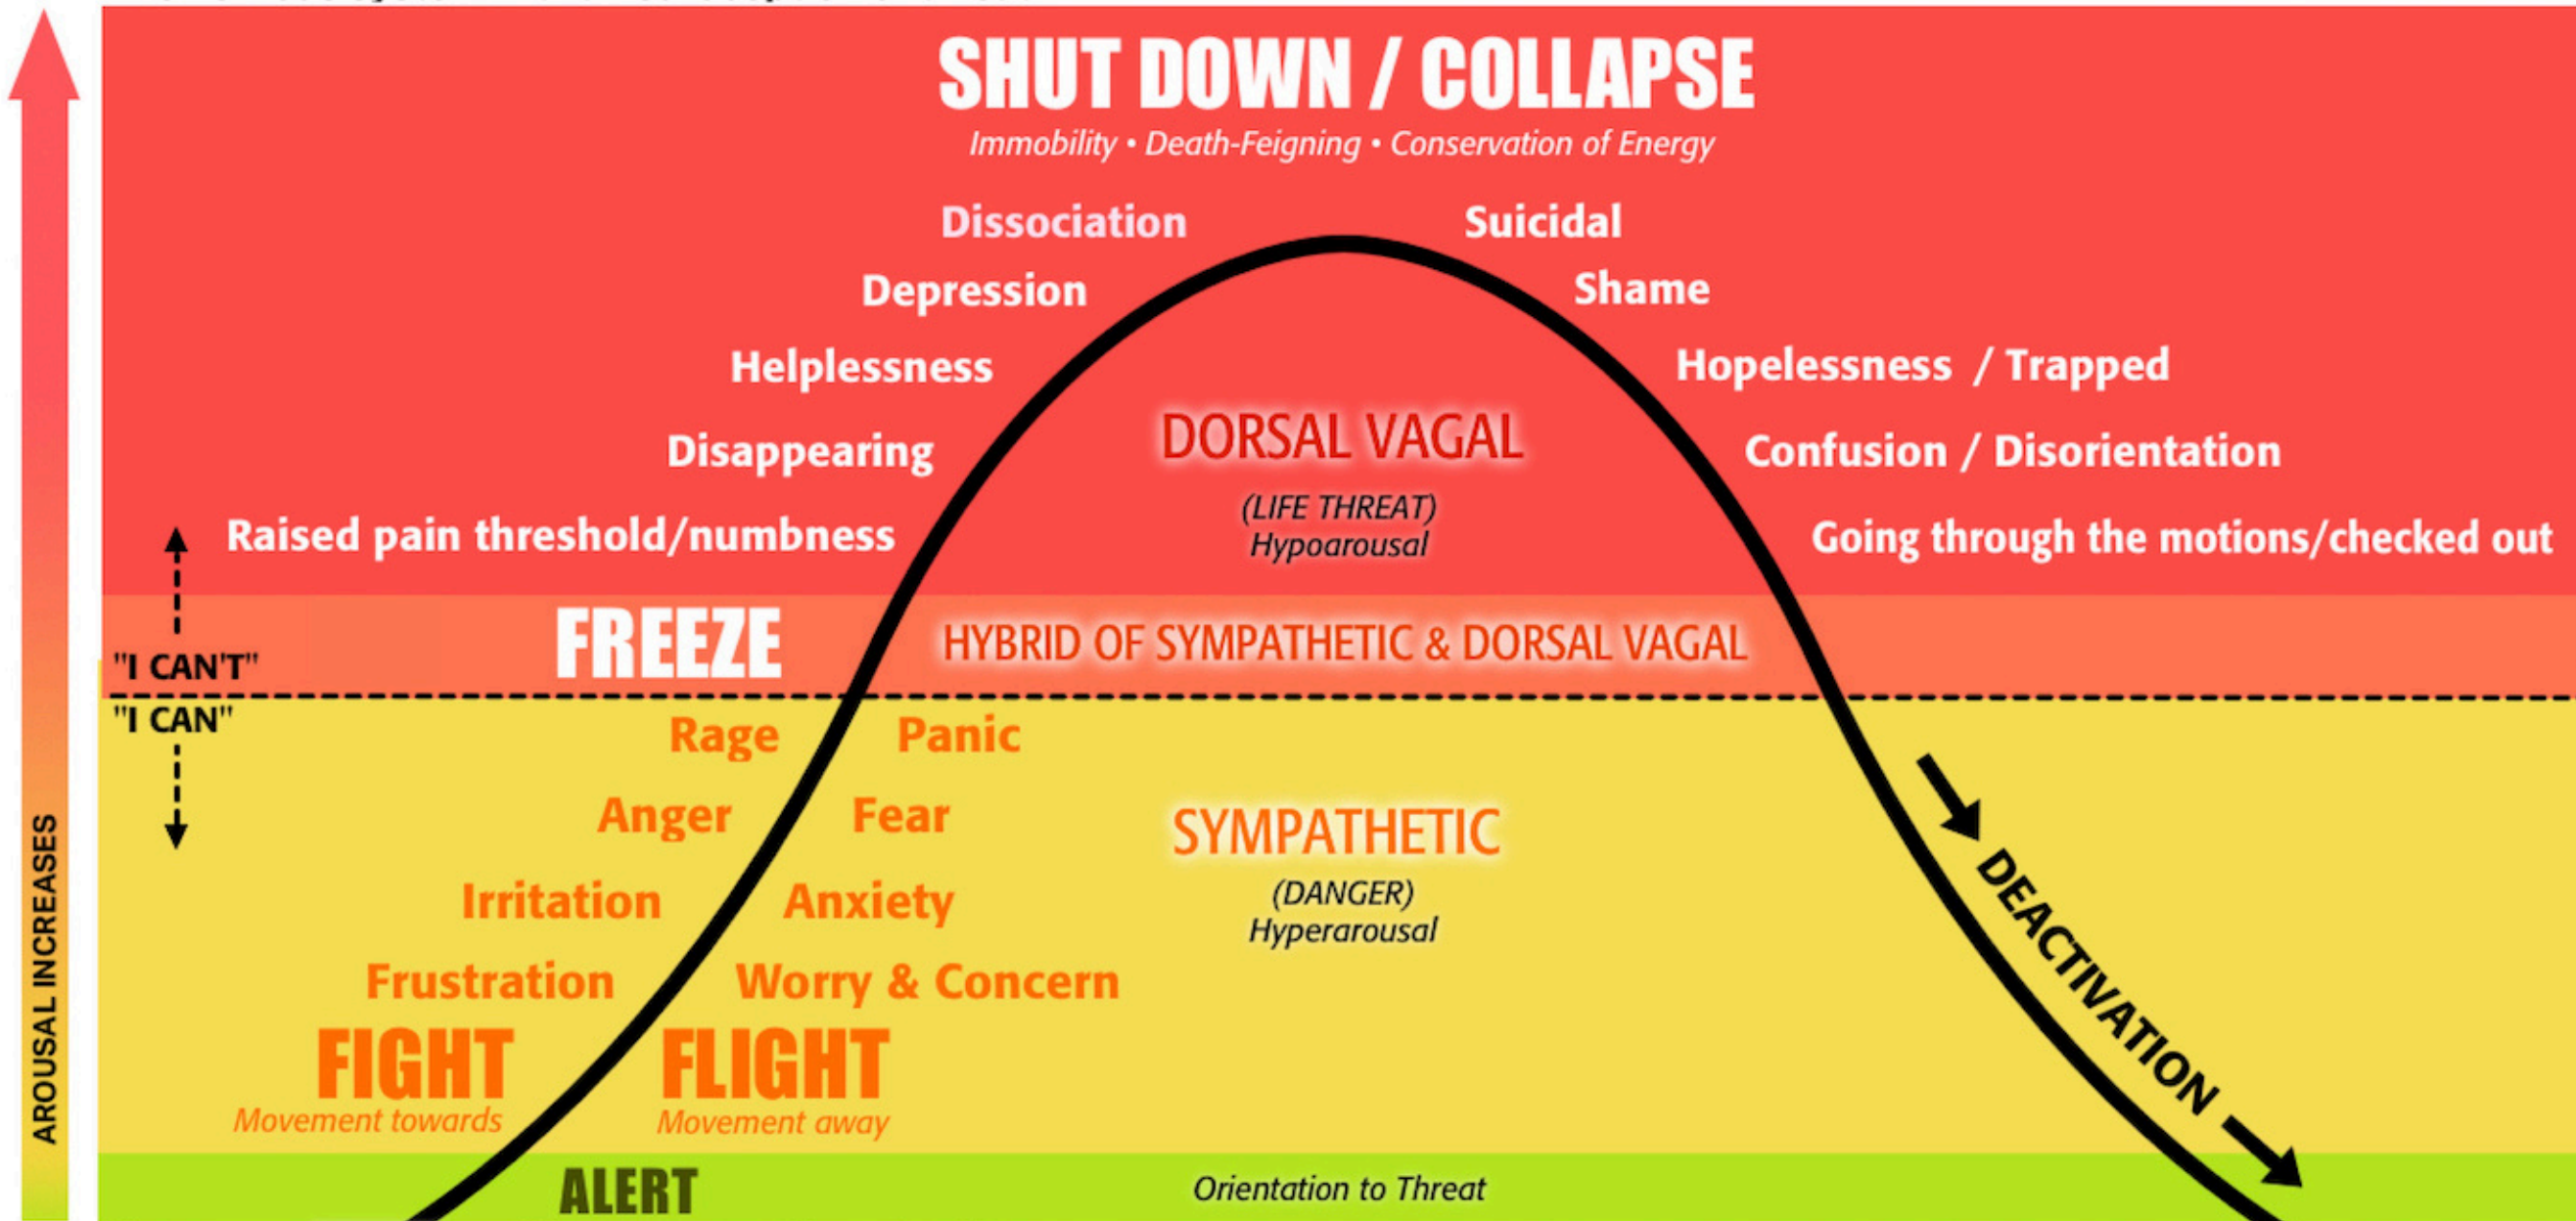 SHUT DOWN / COLLAPSE
Immobility • Death-Feigning • Conservation of Energy
Dissociation
Suicidal
Depression
Shame
Helplessness
Hopelessness / Trapped
DORSAL VAGAL
Disappearing
Confusion / Disorientation
(LIFE THREAT)
Hypoarousal
Raised pain threshold/numbness
Going through the motions/checked out
FREEZE
HYBRID OF SYMPATHETIC & DORSAL VAGAL
"I CAN'T"
"I CAN"
Rage
Panic
Anger
Fear
SYMPATHETIC
(DANGER)
Hyperarousal
Irritation
Anxiety
Frustration
Worry & Concern
FIGHT
Movement towards
FLIGHT
Movement away
DEACTIVATION
AROUSAL INCREASES
ALERT
Orientation to Threat